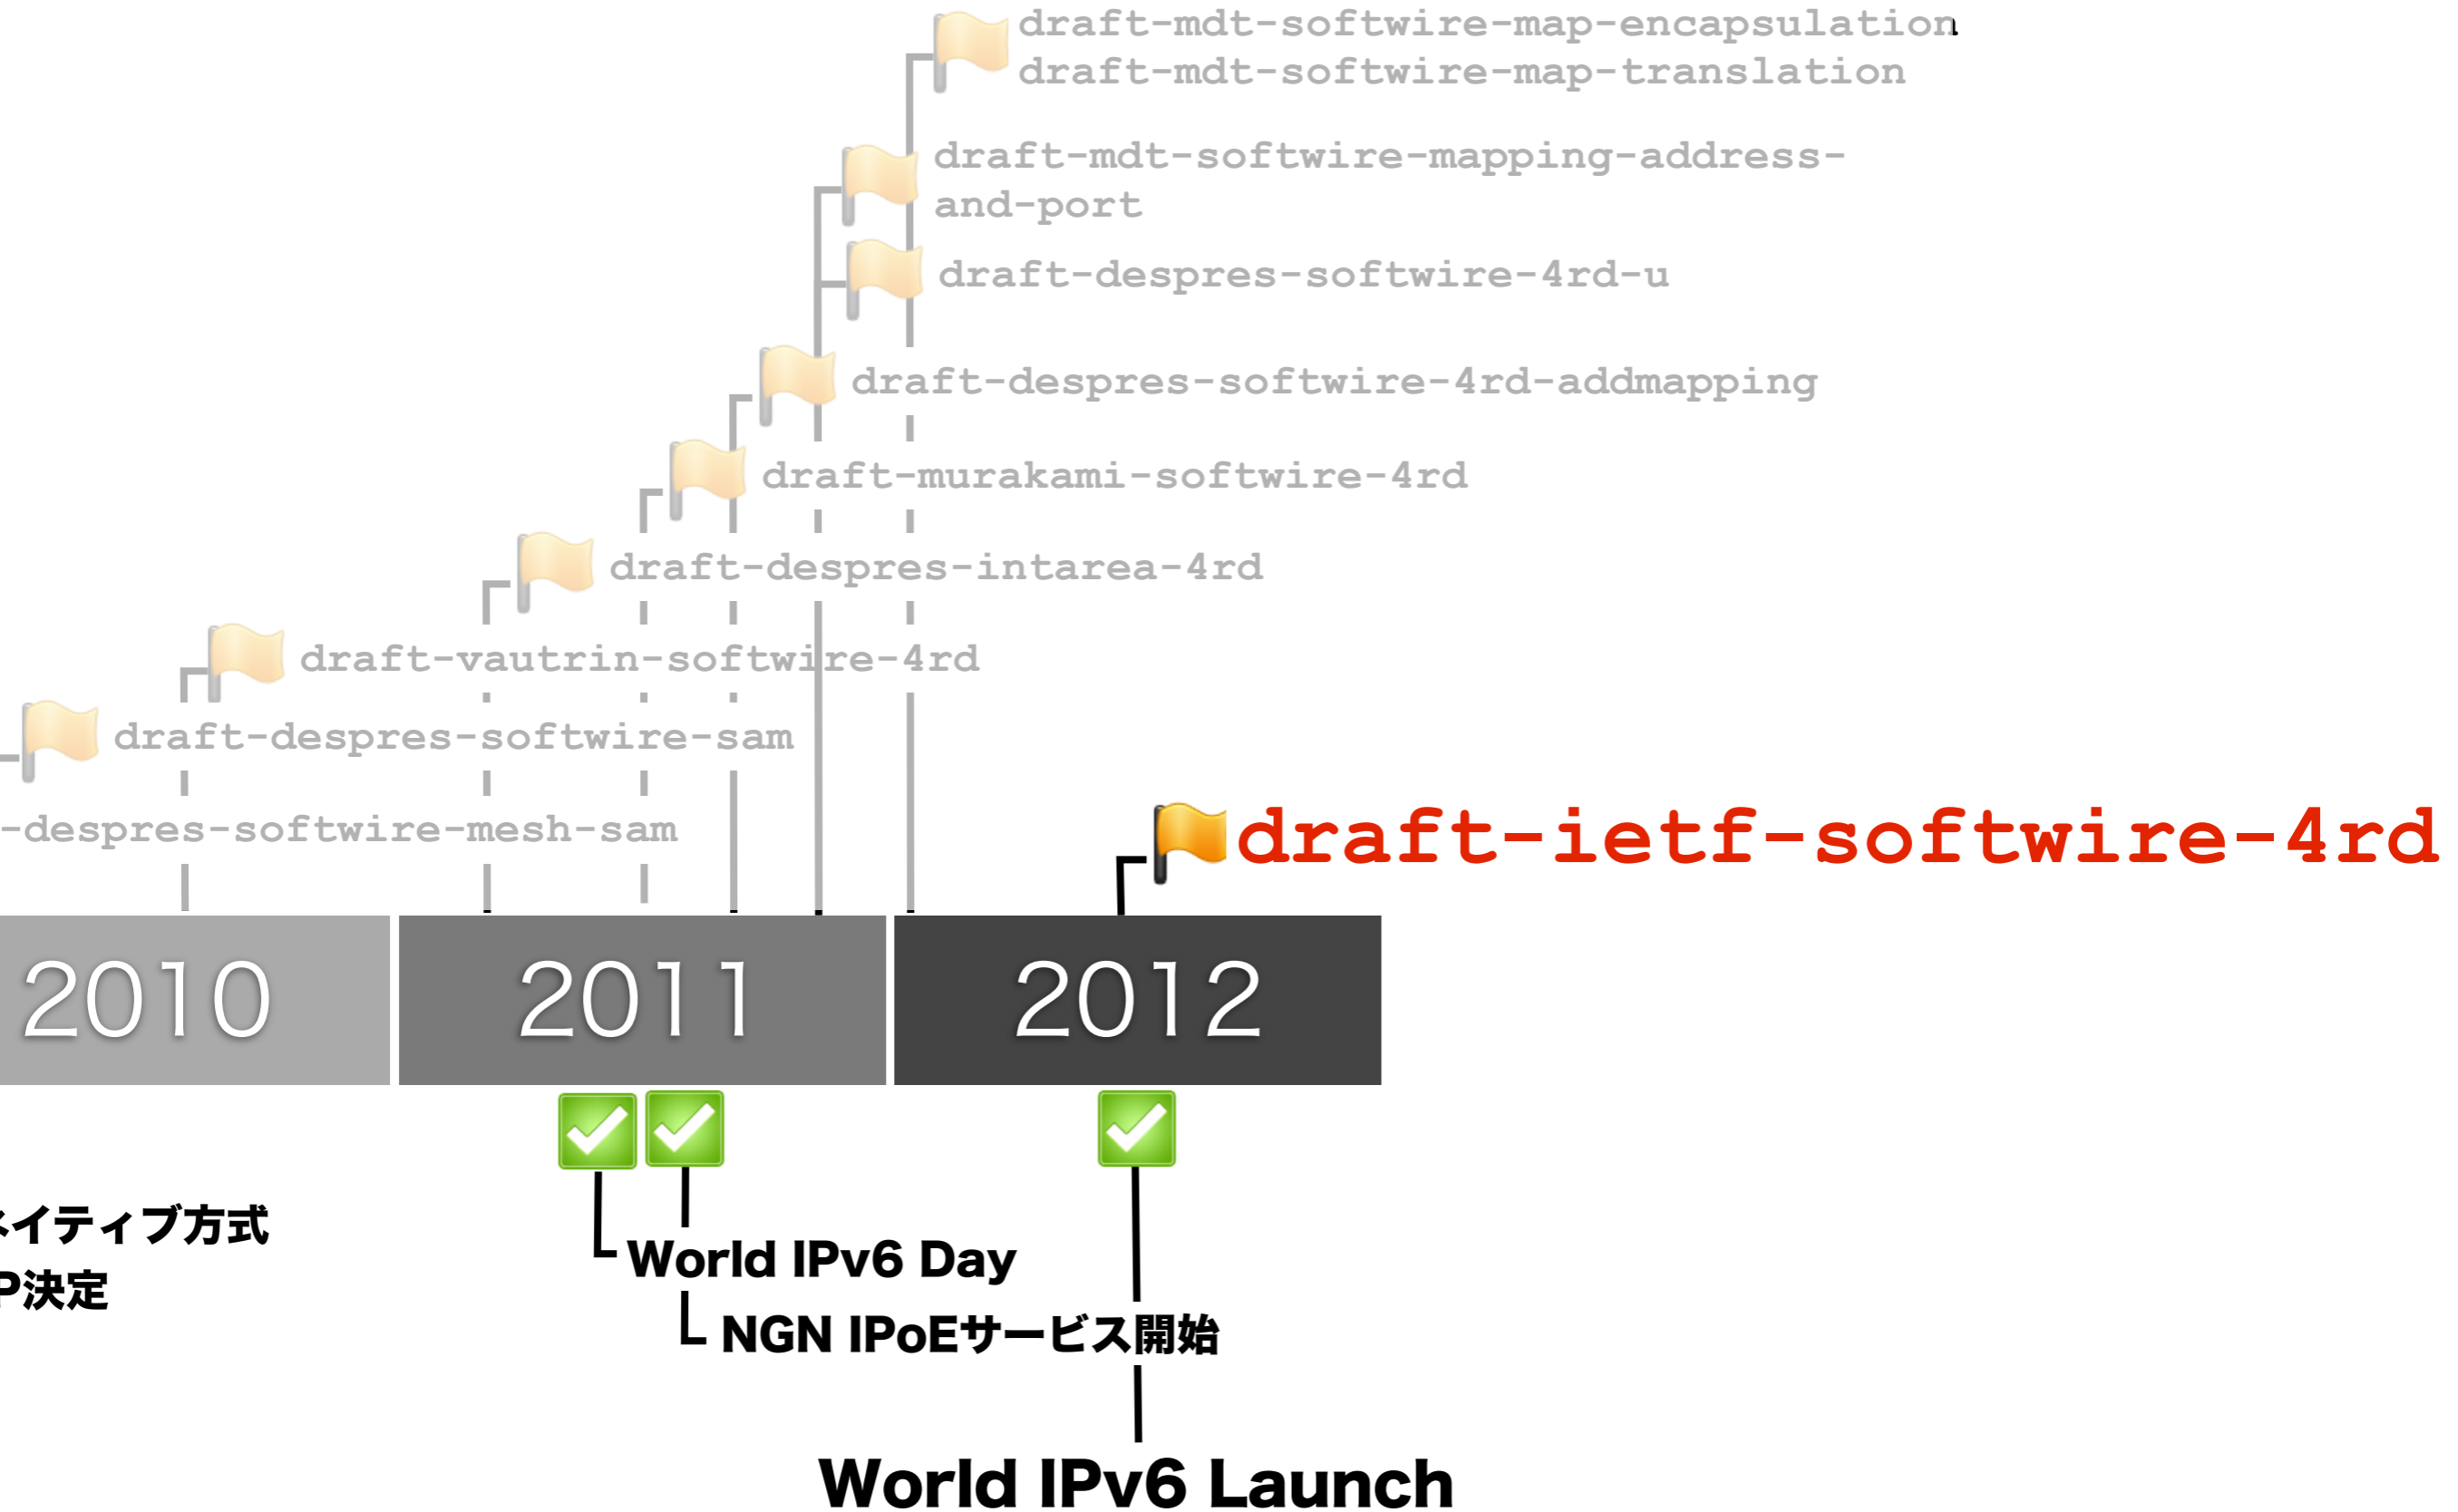 draft-mdt-softwire-map-encapsulation
draft-mdt-softwire-map-translation
draft-mdt-softwire-mapping-address-
and-port
draft-despres-softwire-4rd-u
draft-despres-softwire-4rd-addmapping
draft-murakami-softwire-4rd
draft-despres-intarea-4rd
draft-vautrin-softwire-4rd
draft-despres-softwire-sam
-despres-softwire-mesh-sam
draft-ietf-softwire-4rd
2010 2011 2012
ネイティブ方式
P決定
World IPv6 Day
NGN IPoEサービス開始
World IPv6 Launch